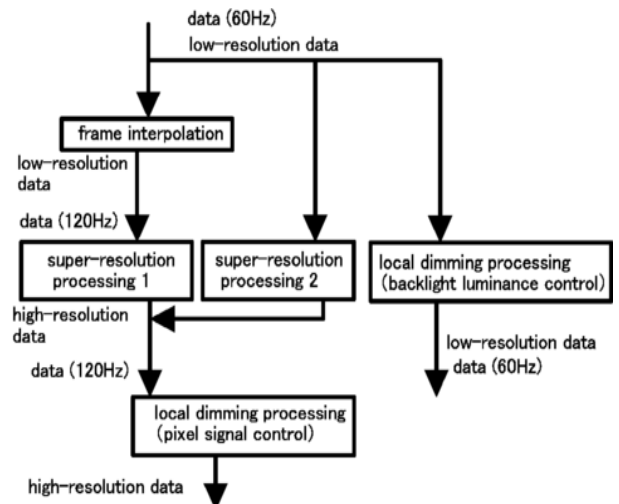 data (60Hz)
low-resolution data
frame interpolation
low-resolution
data
data (120Hz)
super-resolution
processing 1
super-resolution
processing 2
local dimming processing
(backlight luminance control)
high-resolution
data
low-resolution data
data (60Hz)
data (120Hz)
local dimming processing
(pixel signal control)
high-resolution data